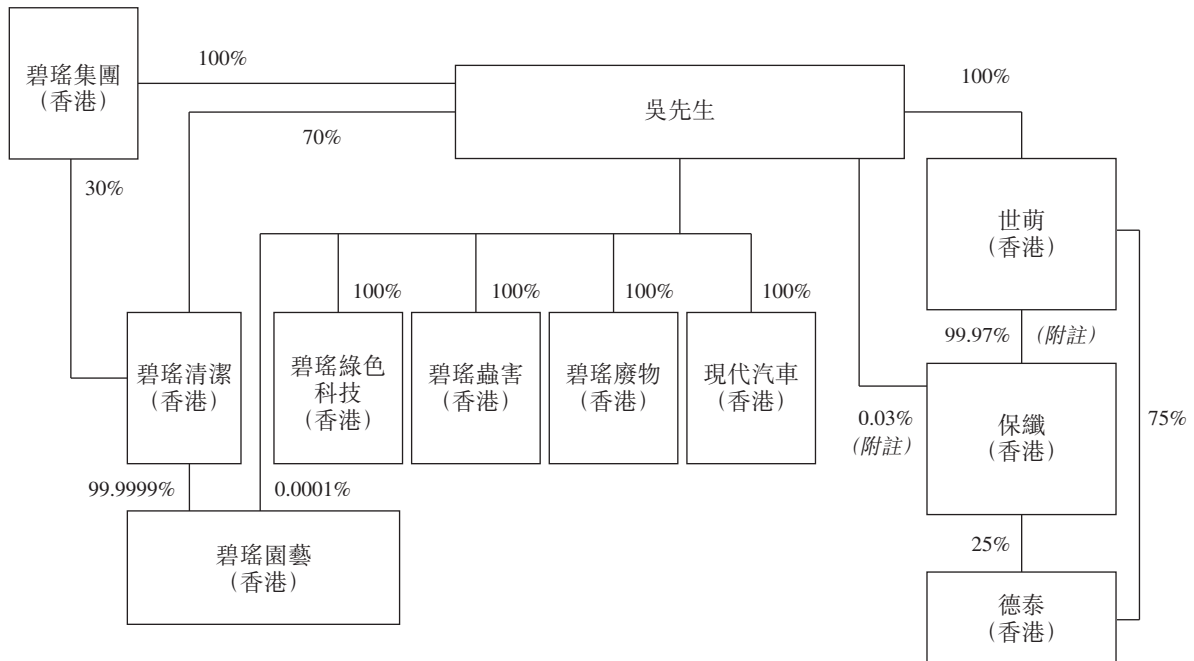 碧瑤集團
（香港）
100%
吳先生
100%
70%
30%
世萌
（香港）
100%
100%
100%
100%
99.97%
（附註）
碧瑤清潔
（香港）
碧瑤綠色
科技
（香港）
碧瑤蟲害
（香港）
碧瑤廢物
（香港）
現代汽車
（香港）
0.03%
（附註）
保纖
（香港）
75%
99.9999%
0.0001%
碧瑤園藝
（香港）
25%
德泰
（香港）